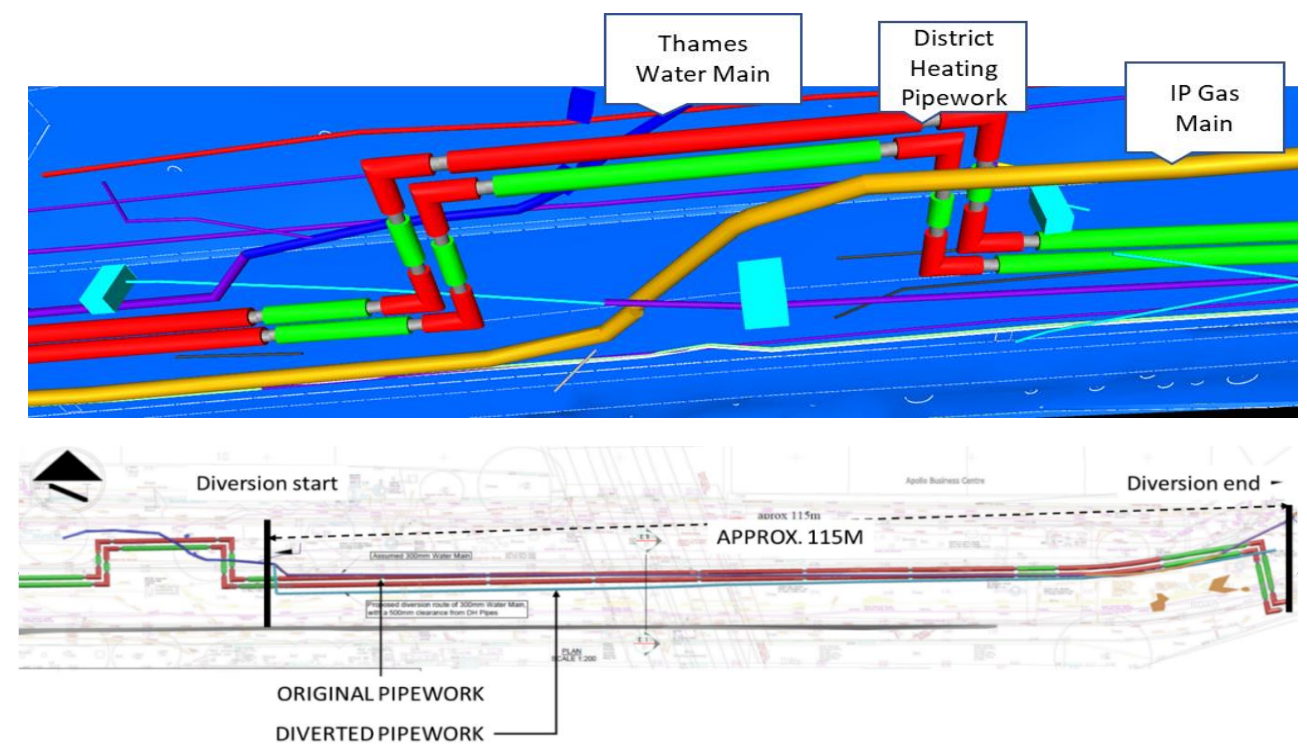 Thames
Water Main
District
Heating
Pipework
IP Gas
Main
Diversion start
Apollo Business Centre
Diversion end
aprox 115m
APPROX. 115M
Assumed 300mm Water Main
Proposed diversion route of 300mm Water Main,
with a 500mm clearance from DH Pipes
PLAN
SCALE 1:200
ORIGINAL PIPEWORK
DIVERTED PIPEWORK